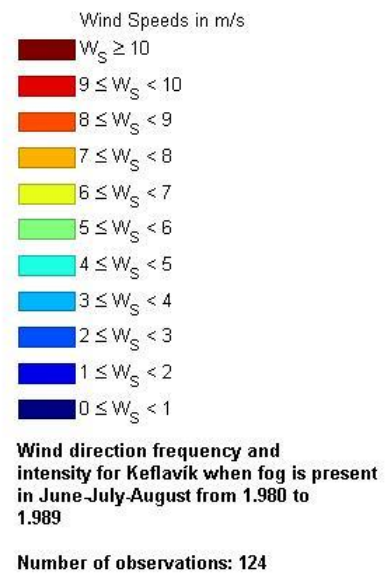 Wind Speeds in m/s
W_S ≥ 10
9 ≤ W_S < 10
8 ≤ W_S < 9
7 ≤ W_S < 8
6 ≤ W_S < 7
5 ≤ W_S < 6
4 ≤ W_S < 5
3 ≤ W_S < 4
2 ≤ W_S < 3
1 ≤ W_S < 2
0 ≤ W_S < 1
Wind direction frequency and
intensity for Keflavík when fog is present
in June-July-August from 1.980 to
1.989
Number of observations: 124